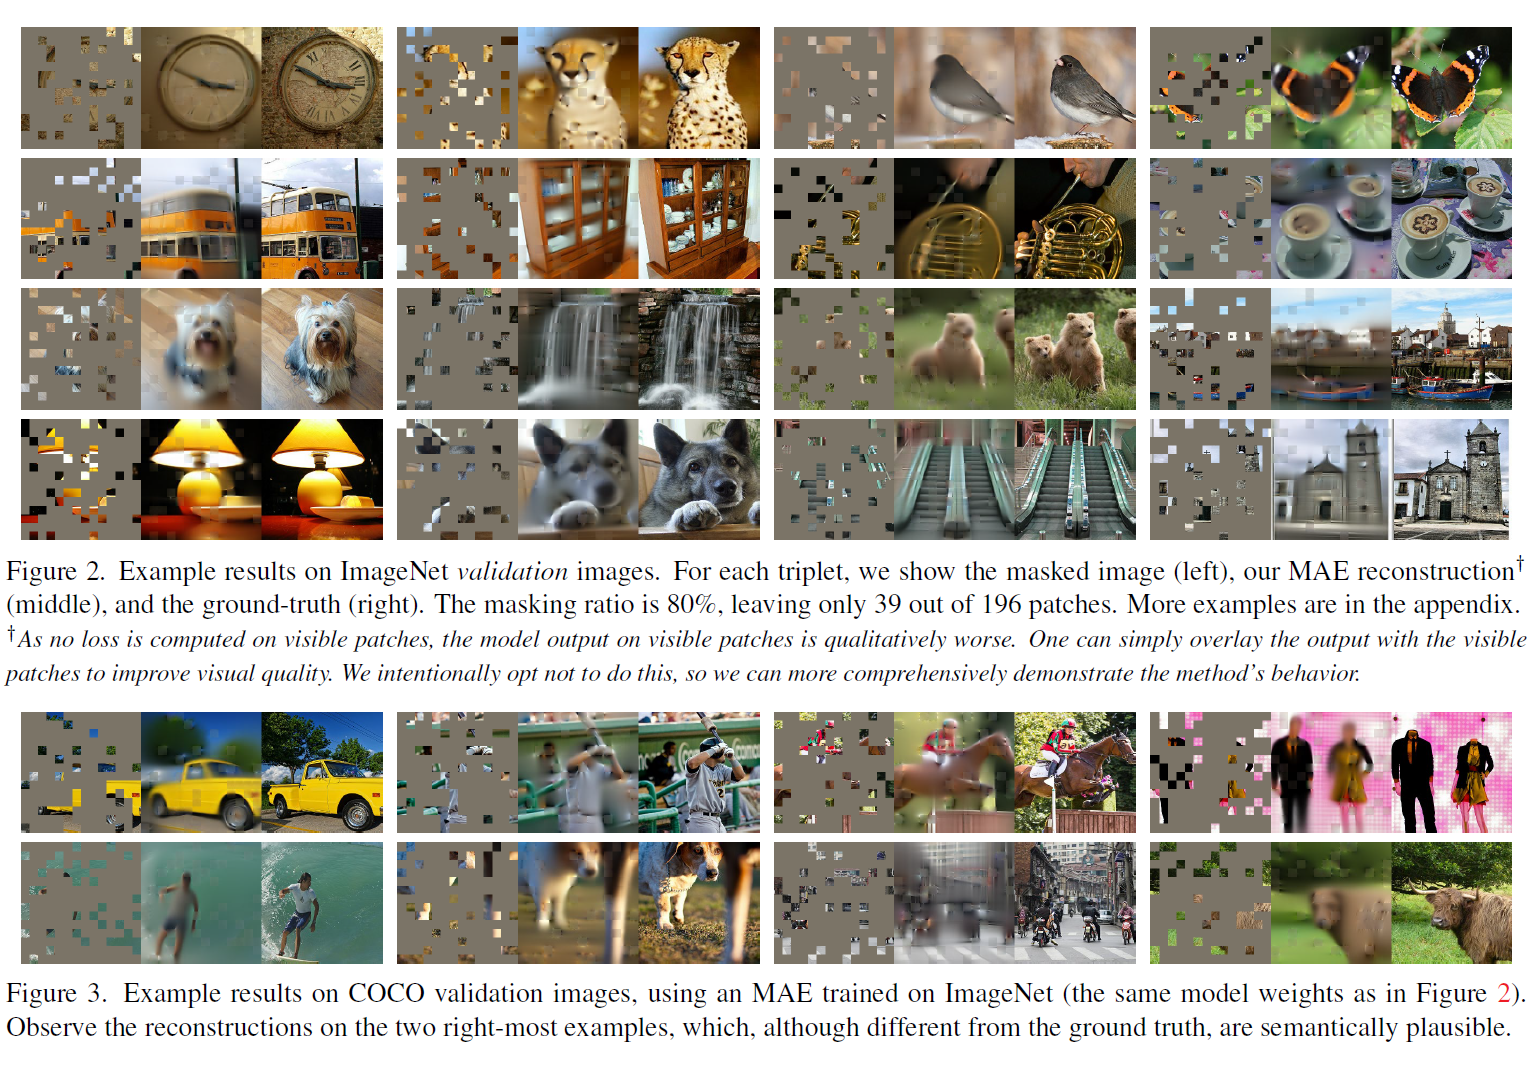 Figure 2. Example results on ImageNet validation images. For each triplet, we show the masked image (left), our MAE reconstruction†
(middle), and the ground-truth (right). The masking ratio is 80%, leaving only 39 out of 196 patches. More examples are in the appendix.
†As no loss is computed on visible patches, the model output on visible patches is qualitatively worse. One can simply overlay the output with the visible
patches to improve visual quality. We intentionally opt not to do this, so we can more comprehensively demonstrate the method's behavior.
Figure 3. Example results on COCO validation images, using an MAE trained on ImageNet (the same model weights as in Figure 2).
Observe the reconstructions on the two right-most examples, which, although different from the ground truth, are semantically plausible.